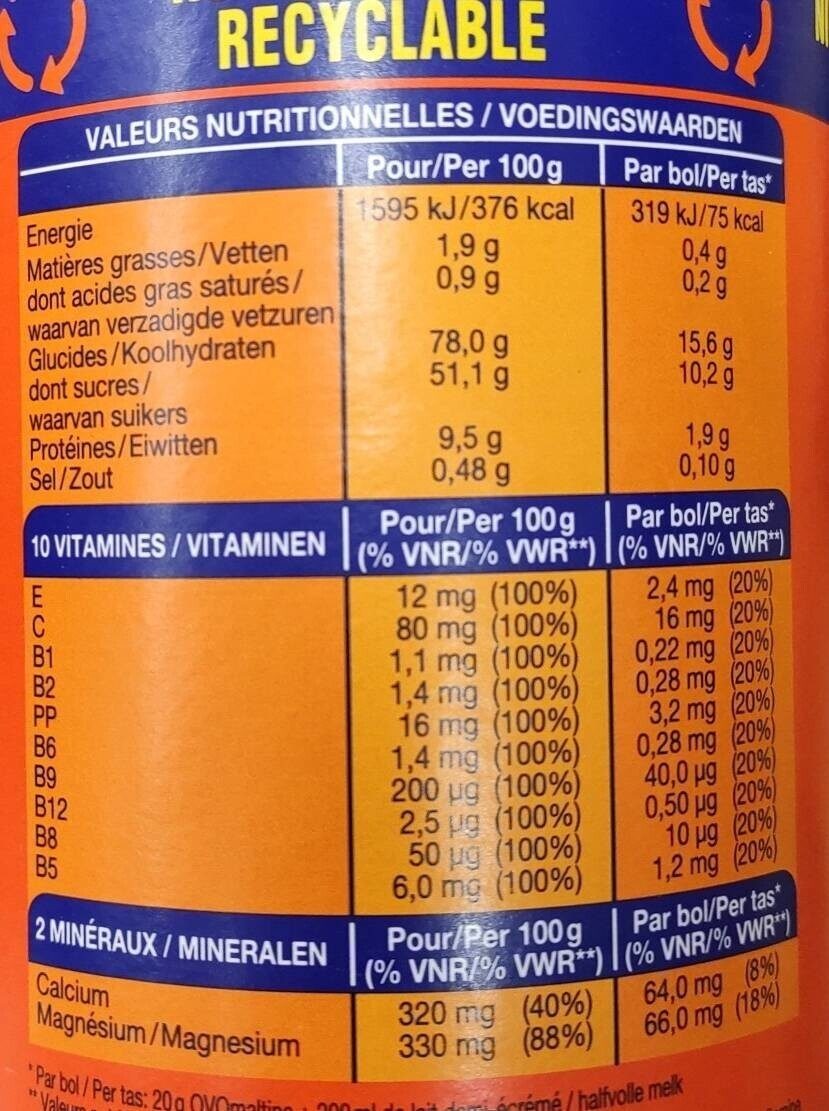 RECYCLABLE
VALEURS NUTRITIONNELLES / VOEDINGSWAARDEN
Pour/Per 100g Par bol/Per tas*
Energie 1595 kJ/376 kcal 319 kJ/75 kcal
Matières grasses/Vetten 1,9 g 0,4 g
dont acides gras saturés/ 0,9 g 0,2 g
waarvan verzadigde vetzuren
Glucides/Koolhydraten 78,0 g 15,6 g
dont sucres/ 51,1 g 10,2 g
waarvan suikers
Protéines/Eiwitten 9,5 g 1,9 g
Sel/Zout 0,48 g 0,10 g
10 VITAMINES / VITAMINEN Pour/Per 100g (% VNR/% VWR**) Par bol/Per tas* (% VNR/% VWR**)
E 12 mg (100%) 2,4 mg (20%)
C 80 mg (100%) 16 mg (20%)
B1 1,1 mg (100%) 0,22 mg (20%)
B2 1,4 mg (100%) 0,28 mg (20%)
PP 16 mg (100%) 3,2 mg (20%)
B6 1,4 mg (100%) 0,28 mg (20%)
B9 200 µg (100%) 40,0 µg (20%)
B12 2,5 µg (100%) 0,50 µg (20%)
B8 50 µg (100%) 10 µg (20%)
B5 6,0 mg (100%) 1,2 mg (20%)
2 MINÉRAUX / MINERALEN Pour/Per 100g (% VNR/% VWR**) Par bol/Per tas* (% VNR/% VWR**)
Calcium 320 mg (40%) 64,0 mg (8%)
Magnésium/Magnesium 330 mg (88%) 66,0 mg (18%)
*Par bol / Per tas: 20g OVOmaltine + 200 ml de lait demi-écrémé / halfvolle melk